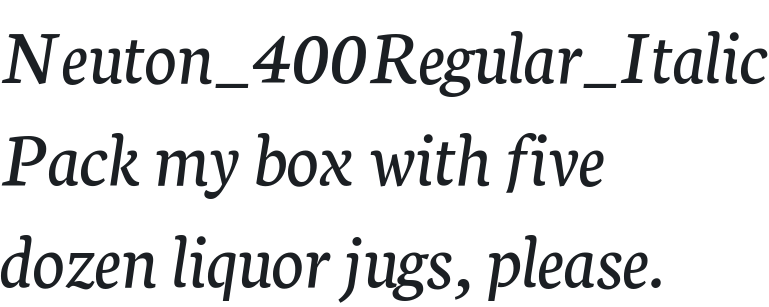 Neuton_400Regular_Italic
Pack my box with five
dozen liquor jugs, please.